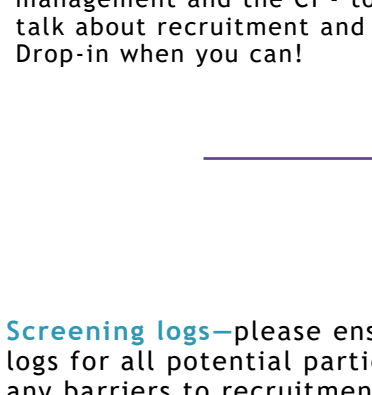 management and the CI - to
talk about recruitment and
Drop-in when you can!
Screening logs—please ens
logs for all potential parti
any barriers to recruitmen